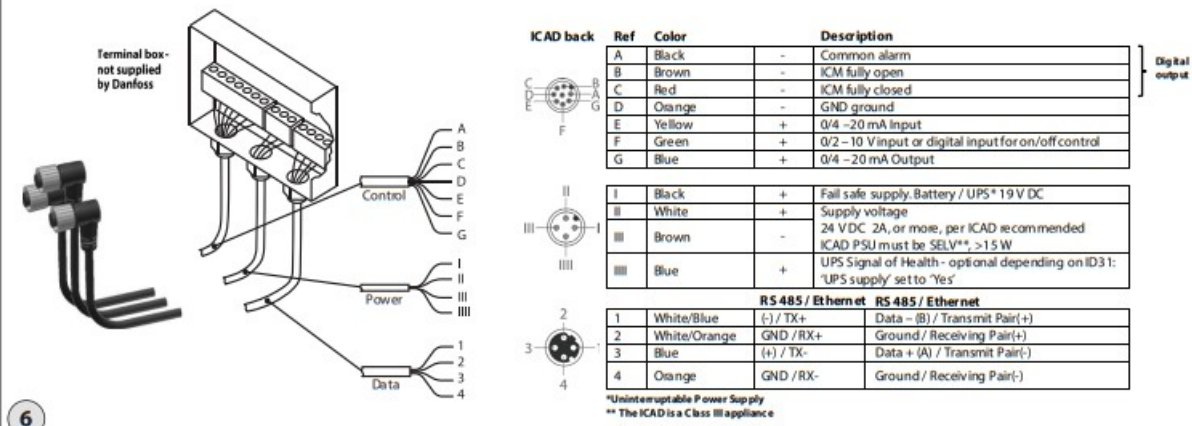 Terminal box-
not supplied
by Danfoss
A
B
C
D
E
F
G
Control
I
II
III
IIII
Power
1
2
3
4
Data
6
ICAD back Ref Color Description
A Black - Common alarm
B Brown - ICM fully open
C Red - ICM fully closed
D Orange - GND ground
E Yellow + 0/4 –20 mA Input
F Green + 0/2 –10 V input or digital input for on/off control
G Blue + 0/4 –20 mA Output
Digital
output
C B
D A
E G
F
I Black + Fail safe supply. Battery / UPS* 19 V DC
II White + Supply voltage
III Brown - 24 V DC 2A, or more, per ICAD recommended
ICAD PSU must be SELV**, >15 W
IIII Blue + UPS Signal of Health - optional depending on ID31:
'UPS supply' set to 'Yes'
II
III I
IIII
RS 485 / Ethernet RS 485 / Ethernet
1 White/Blue (-) / TX+ Data – (B) / Transmit Pair(+)
2 White/Orange GND / RX+ Ground / Receiving Pair(+)
3 Blue (+) / TX- Data + (A) / Transmit Pair(-)
4 Orange GND / RX- Ground / Receiving Pair(-)
2
3 1
4
*Uninterruptable Power Supply
** The ICAD is a Class III appliance